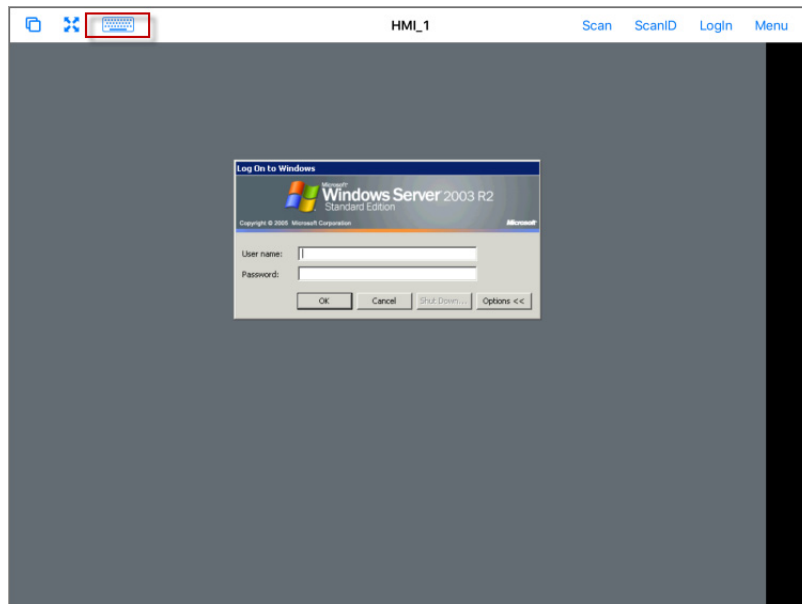 HMI_1 Scan ScanID LogIn Menu
Log On to Windows
Microsoft
Windows Server 2003 R2
Standard Edition
Copyright © 2005 Microsoft Corporation Microsoft
User name:
Password:
OK Cancel Shut Down... Options <<